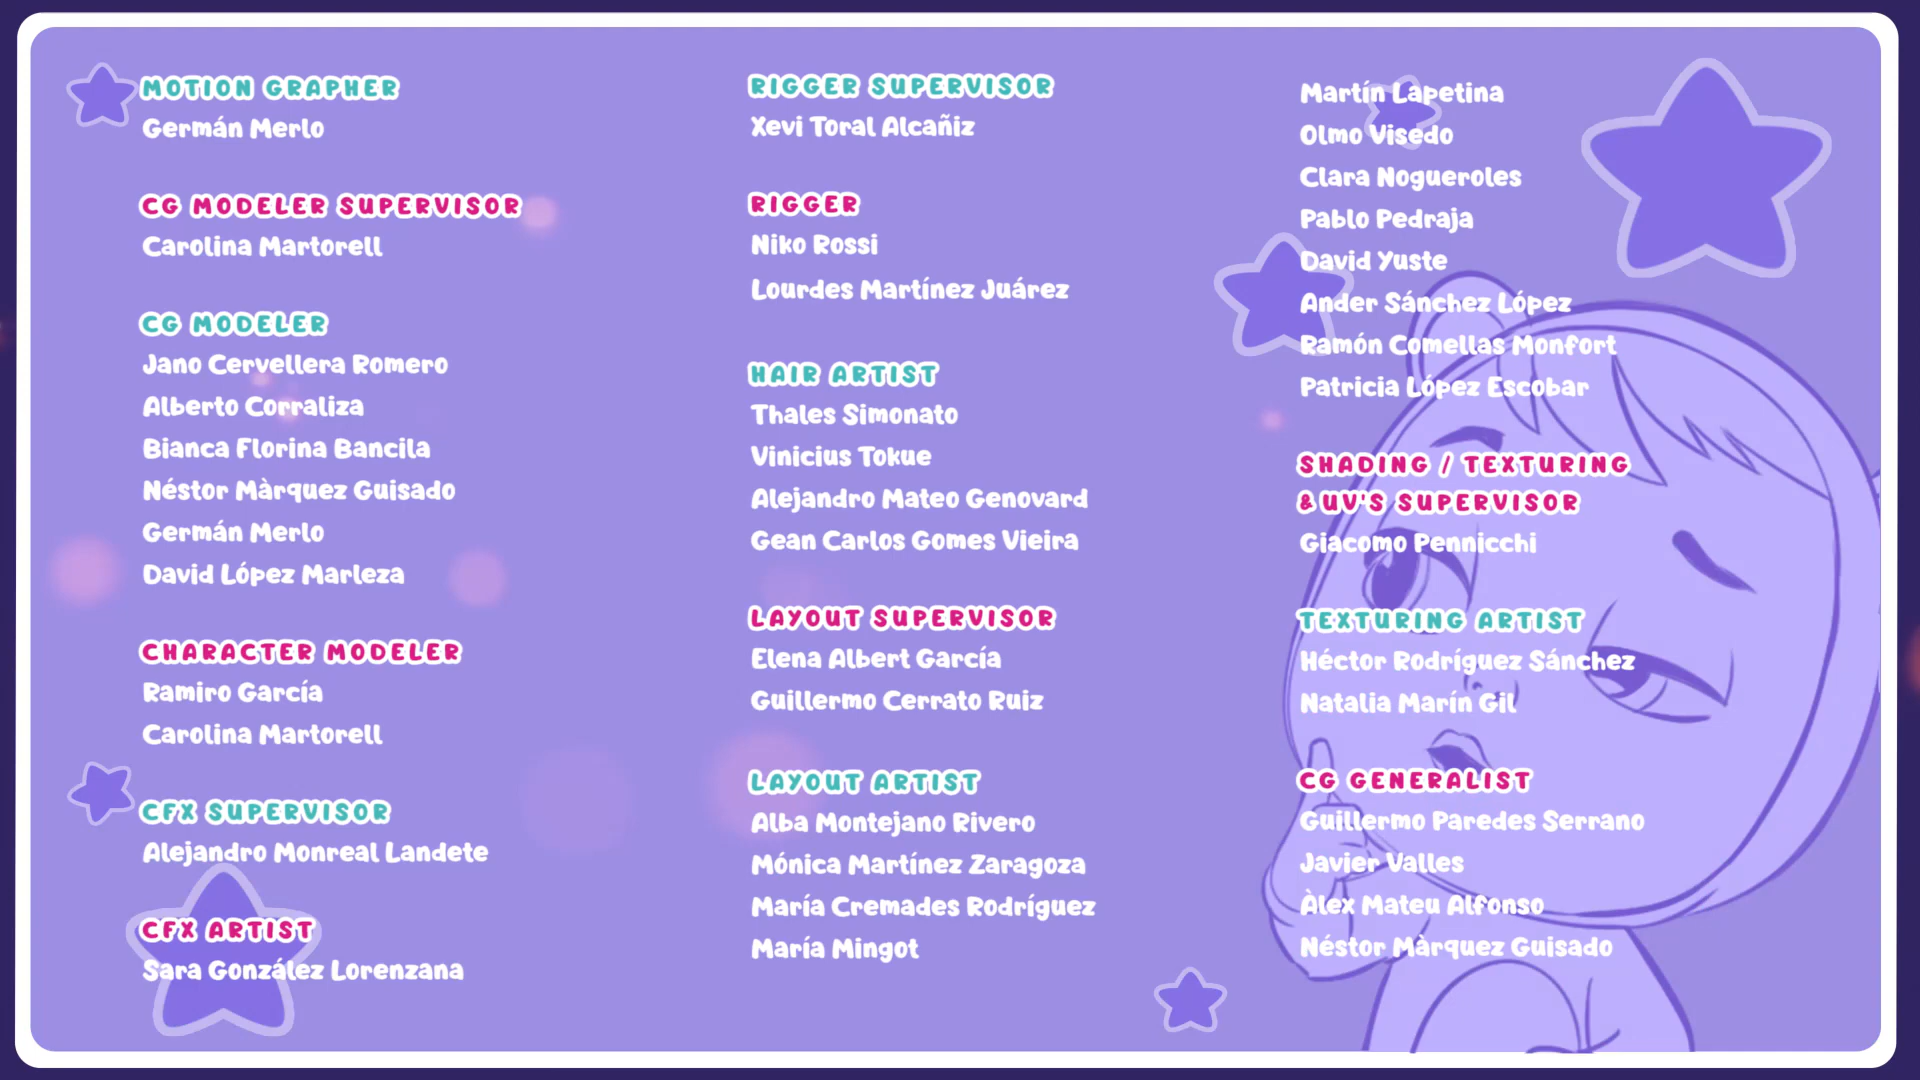 MOTION GRAPHER
Germán Merlo
CG MODELER SUPERVISOR
Carolina Martorell
CG MODELER
Jano Cervellera Romero
Alberto Corraliza
Bianca Florina Bancila
Néstor Màrquez Guisado
Germán Merlo
David López Marleza
CHARACTER MODELER
Ramiro García
Carolina Martorell
CFX SUPERVISOR
Alejandro Monreal Landete
CFX ARTIST
Sara González Lorenzana
RIGGER SUPERVISOR
Xevi Toral Alcañiz
RIGGER
Niko Rossi
Lourdes Martínez Juárez
HAIR ARTIST
Thales Simonato
Vinicius Tokue
Alejandro Mateo Genovard
Gean Carlos Gomes Vieira
LAYOUT SUPERVISOR
Elena Albert García
Guillermo Cerrato Ruiz
LAYOUT ARTIST
Alba Montejano Rivero
Mónica Martínez Zaragoza
María Cremades Rodríguez
María Mingot
Martín Lapetina
Olmo Visedo
Clara Nogueroles
Pablo Pedraja
David Yuste
Ander Sánchez López
Ramón Comellas Monfort
Patricia López Escobar
SHADING / TEXTURING
& UV'S SUPERVISOR
Giacomo Pennicchi
TEXTURING ARTIST
Héctor Rodríguez Sánchez
Natalia Marín Gil
CG GENERALIST
Guillermo Paredes Serrano
Javier Valles
Àlex Mateu Alfonso
Néstor Màrquez Guisado